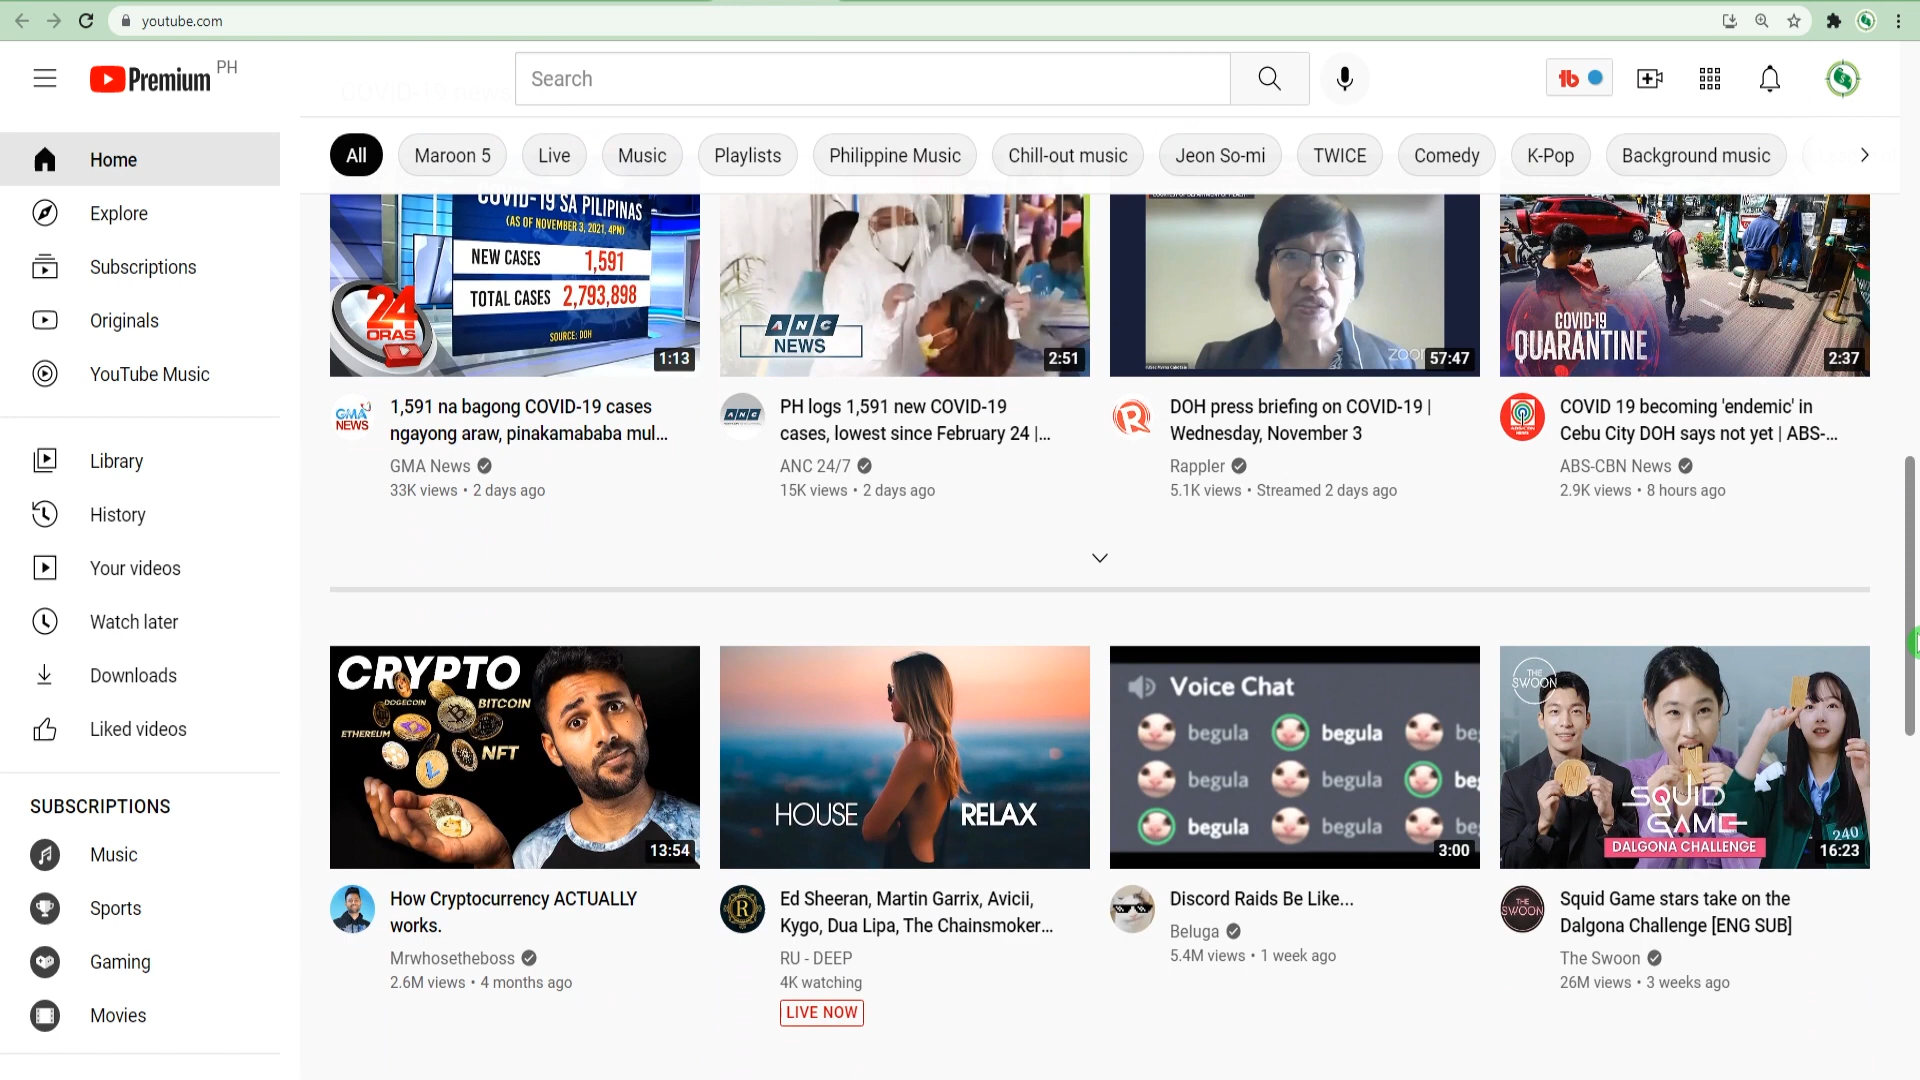 youtube.com
Premium PH
Search
Home
Explore
Subscriptions
Originals
YouTube Music
Library
History
Your videos
Watch later
Downloads
Liked videos
SUBSCRIPTIONS
Music
Sports
Gaming
Movies
All
Maroon 5
Live
Music
Playlists
Philippine Music
Chill-out music
Jeon So-mi
TWICE
Comedy
K-Pop
Background music
COVID-19 SA PILIPINAS
(AS OF NOVEMBER 3, 2021, 4PM)
NEW CASES 1,591
TOTAL CASES 2,793,898
SOURCE: DOH
24
ORAS
1:13
GMA
NEWS
1,591 na bagong COVID-19 cases
ngayong araw, pinakamababa mul...
GMA News
33K views • 2 days ago
ANC
NEWS
2:51
ANC
PH logs 1,591 new COVID-19
cases, lowest since February 24 |...
ANC 24/7
15K views • 2 days ago
57:47
R
DOH press briefing on COVID-19 |
Wednesday, November 3
Rappler
5.1K views • Streamed 2 days ago
COVID-19
QUARANTINE
2:37
COVID 19 becoming 'endemic' in
Cebu City DOH says not yet | ABS-...
ABS-CBN News
2.9K views • 8 hours ago
CRYPTO
DOGECOIN
BITCOIN
ETHEREUM
NFT
13:54
How Cryptocurrency ACTUALLY
works.
Mrwhosetheboss
2.6M views • 4 months ago
HOUSE RELAX
R
Ed Sheeran, Martin Garrix, Avicii,
Kygo, Dua Lipa, The Chainsmoker...
RU - DEEP
4K watching
LIVE NOW
Voice Chat
begula begula be
begula begula be
begula begula be
3:00
Discord Raids Be Like...
Beluga
5.4M views • 1 week ago
THE
SWOON
SQUID
GAME
DALGONA CHALLENGE
240
16:23
THE
SWOON
Squid Game stars take on the
Dalgona Challenge [ENG SUB]
The Swoon
26M views • 3 weeks ago